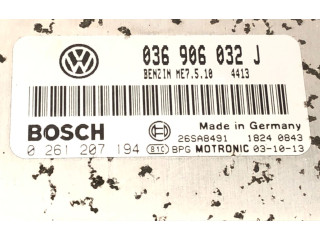 036 906 032 J
BENZIN ME7.5.10 4413
BOSCH
Made in Germany
26SA8491 1824 0843
0 261 207 194 81C BPG MOTRONIC 03-10-13